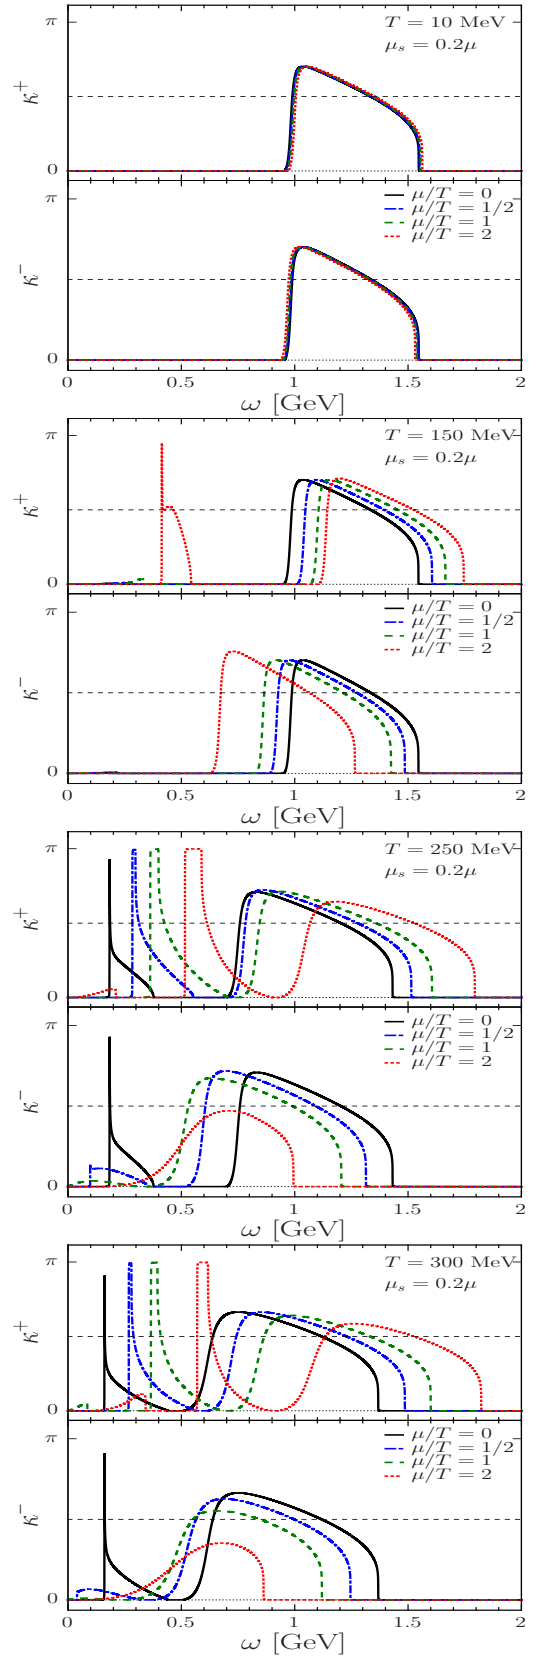 π
T = 10 MeV
μₛ = 0.2μ
κ⁺
0
π
μ/T = 0
μ/T = 1/2
μ/T = 1
μ/T = 2
κ⁻
0
0 0.5 1 1.5 2
ω [GeV]
π
T = 150 MeV
μₛ = 0.2μ
κ⁺
0
π
μ/T = 0
μ/T = 1/2
μ/T = 1
μ/T = 2
κ⁻
0
0 0.5 1 1.5 2
ω [GeV]
π
T = 250 MeV
μₛ = 0.2μ
κ⁺
0
π
μ/T = 0
μ/T = 1/2
μ/T = 1
μ/T = 2
κ⁻
0
0 0.5 1 1.5 2
ω [GeV]
π
T = 300 MeV
μₛ = 0.2μ
κ⁺
0
π
μ/T = 0
μ/T = 1/2
μ/T = 1
μ/T = 2
κ⁻
0
0 0.5 1 1.5 2
ω [GeV]